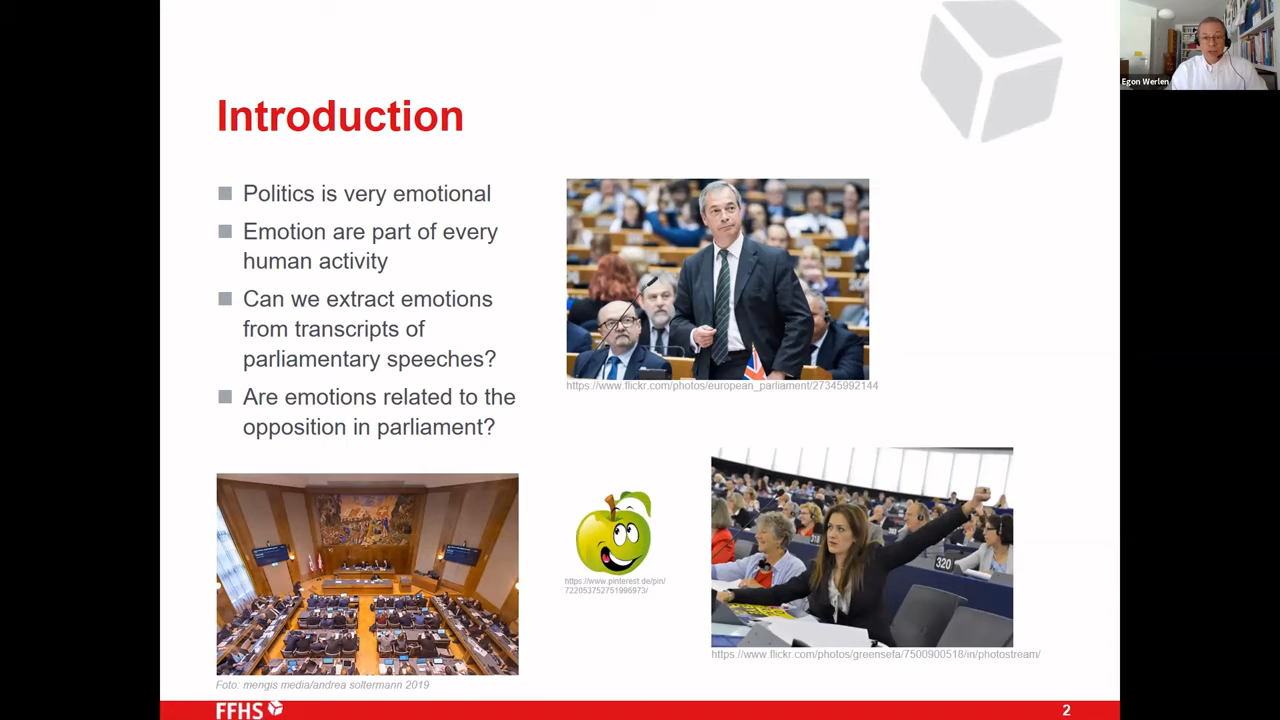 Introduction
Politics is very emotional
Emotion are part of every
human activity
Can we extract emotions
from transcripts of
parliamentary speeches?
Are emotions related to the
opposition in parliament?
https://www.flickr.com/photos/european_parliament/27345992144
https://www.pinterest.de/pin/
722053752751996973/
320
https://www.flickr.com/photos/greensefa/7500900518/in/photostream/
Foto: mengis media/andrea soltermann 2019
FFHS
2
Egon Werlen